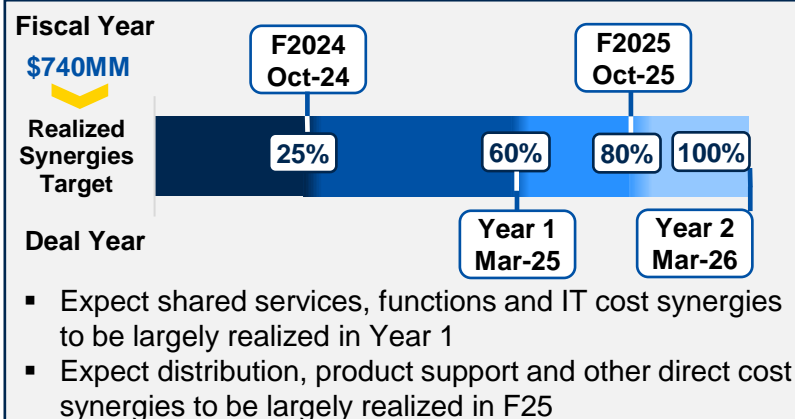 Fiscal Year
$740MM
F2024
Oct-24
F2025
Oct-25
Realized
Synergies
Target
25%
60%
80%
100%
Deal Year
Year 1
Mar-25
Year 2
Mar-26
▪ Expect shared services, functions and IT cost synergies
to be largely realized in Year 1
▪ Expect distribution, product support and other direct cost
synergies to be largely realized in F25